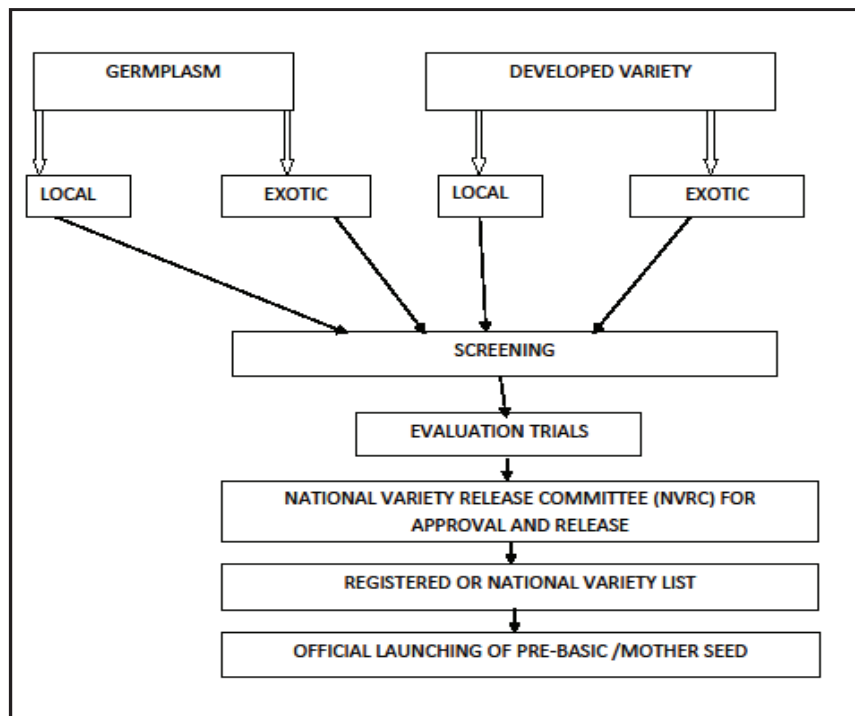 GERMPLASM
DEVELOPED VARIETY
LOCAL
EXOTIC
LOCAL
EXOTIC
SCREENING
EVALUATION TRIALS
NATIONAL VARIETY RELEASE COMMITTEE (NVRC) FOR
APPROVAL AND RELEASE
REGISTERED OR NATIONAL VARIETY LIST
OFFICIAL LAUNCHING OF PRE-BASIC /MOTHER SEED